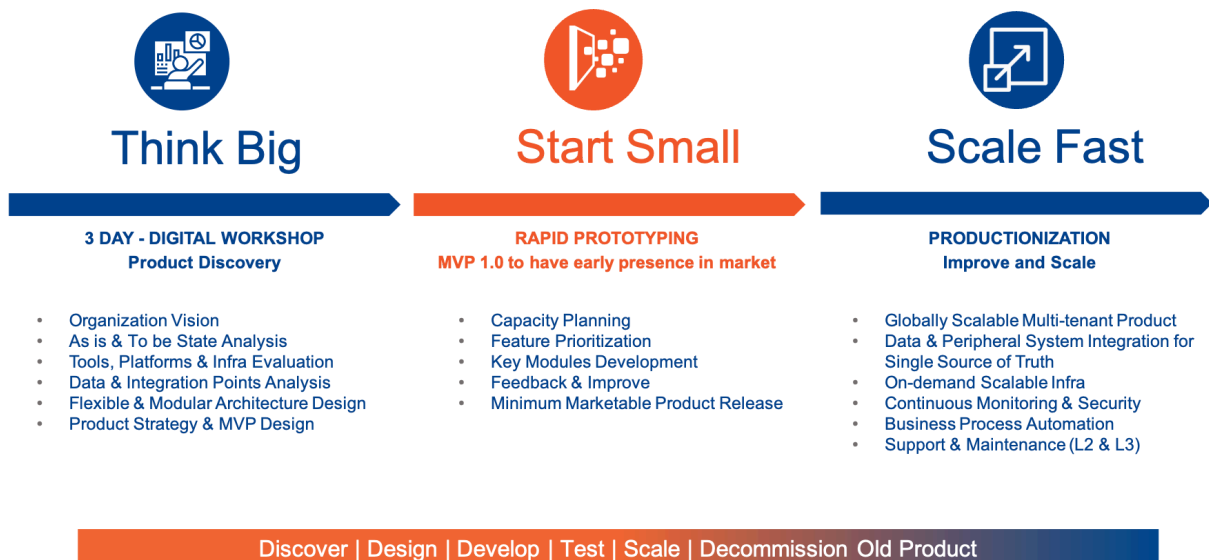 Think Big
3 DAY - DIGITAL WORKSHOP
Product Discovery
• Organization Vision
• As is & To be State Analysis
• Tools, Platforms & Infra Evaluation
• Data & Integration Points Analysis
• Flexible & Modular Architecture Design
• Product Strategy & MVP Design
Start Small
RAPID PROTOTYPING
MVP 1.0 to have early presence in market
• Capacity Planning
• Feature Prioritization
• Key Modules Development
• Feedback & Improve
• Minimum Marketable Product Release
Scale Fast
PRODUCTIONIZATION
Improve and Scale
• Globally Scalable Multi-tenant Product
• Data & Peripheral System Integration for
Single Source of Truth
• On-demand Scalable Infra
• Continuous Monitoring & Security
• Business Process Automation
• Support & Maintenance (L2 & L3)
Discover | Design | Develop | Test | Scale | Decommission Old Product